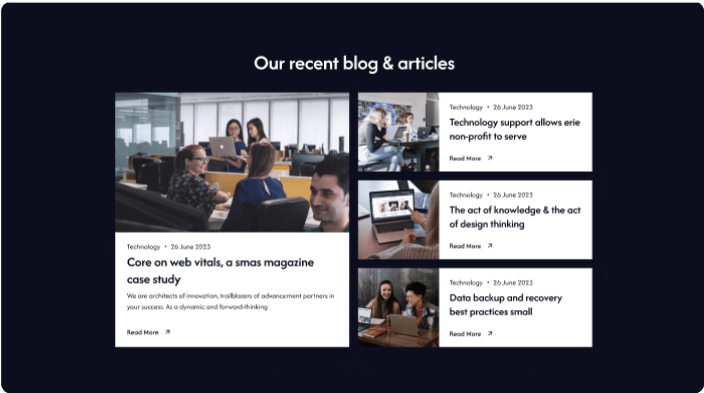 Our recent blog & articles
Technology • 26 June 2023
Core on web vitals, a smas magazine
case study
We are architects of innovation, trailblazers of advancement partners in
your success. As a dynamic and forward-thinking
Read More ↗
Technology • 26 June 2023
Technology support allows erie
non-profit to serve
Read More ↗
Technology • 26 June 2023
The act of knowledge & the act
of design thinking
Read More ↗
Technology • 26 June 2023
Data backup and recovery
best practices small
Read More ↗